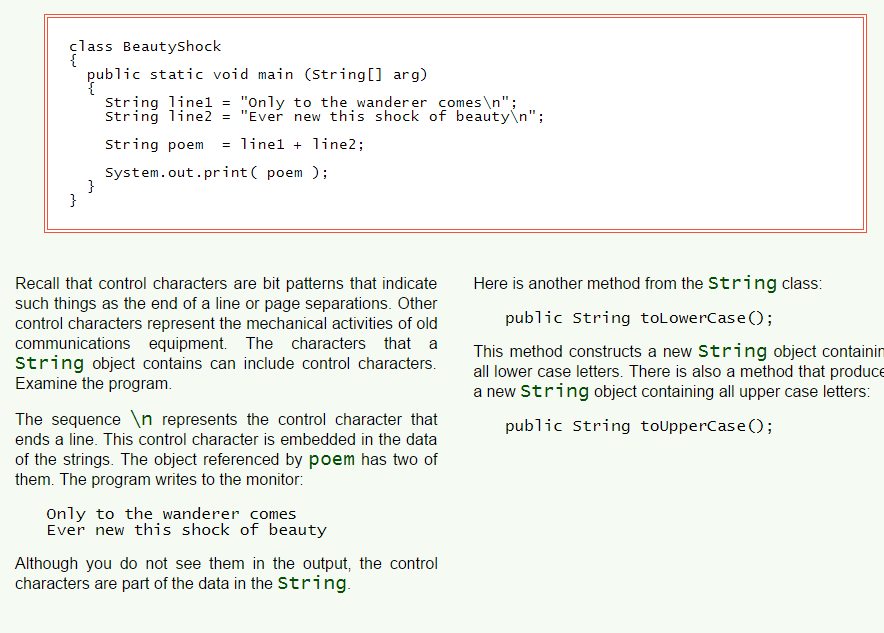 class BeautyShock
{
  public static void main (String[] arg)
  {
    String line1 = "Only to the wanderer comes\n";
    String line2 = "Ever new this shock of beauty\n";
    String poem  = line1 + line2;
    System.out.print( poem );
  }
}
Recall that control characters are bit patterns that indicate
such things as the end of a line or page separations. Other
control characters represent the mechanical activities of old
communications equipment. The characters that a
String object contains can include control characters.
Examine the program.
The sequence \n represents the control character that
ends a line. This control character is embedded in the data
of the strings. The object referenced by poem has two of
them. The program writes to the monitor:
Only to the wanderer comes
Ever new this shock of beauty
Although you do not see them in the output, the control
characters are part of the data in the String.
Here is another method from the String class:
public String toLowerCase();
This method constructs a new String object containin
all lower case letters. There is also a method that produce
a new String object containing all upper case letters:
public String toUpperCase();